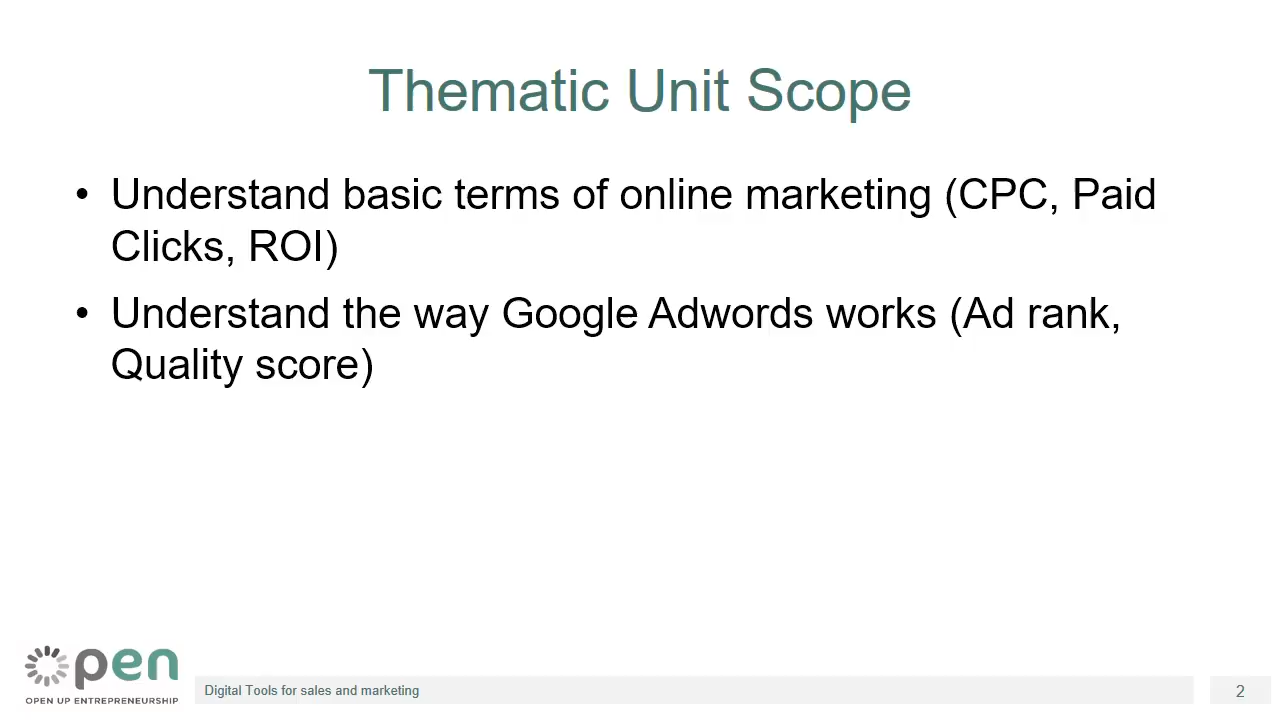 Thematic Unit Scope
• Understand basic terms of online marketing (CPC, Paid
Clicks, ROI)
• Understand the way Google Adwords works (Ad rank,
Quality score)
open
OPEN UP ENTREPRENEURSHIP
Digital Tools for sales and marketing
2